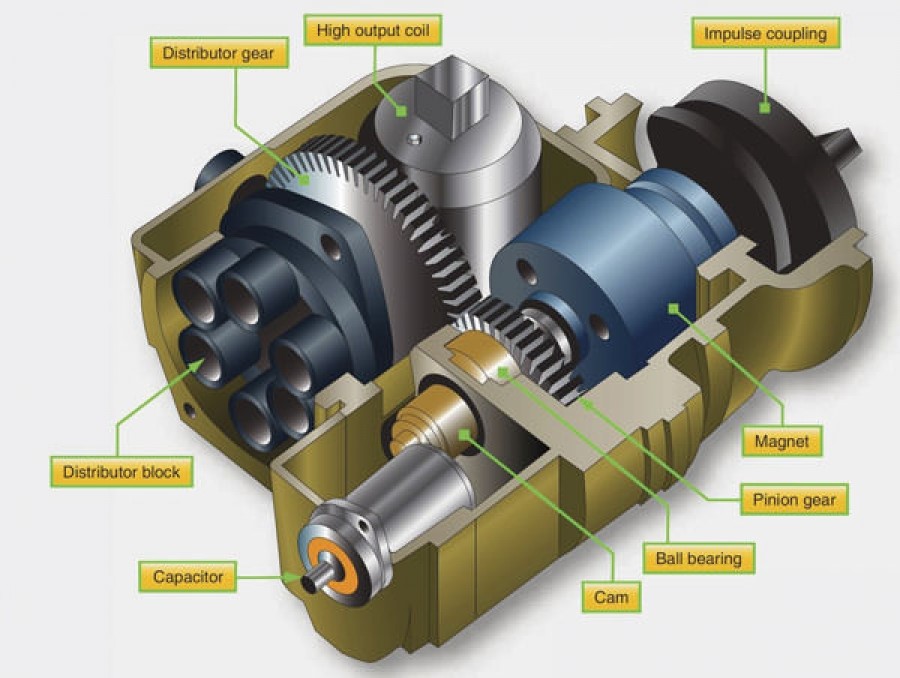 High output coil
Impulse coupling
Distributor gear
Magnet
Distributor block
Pinion gear
Ball bearing
Capacitor
Cam